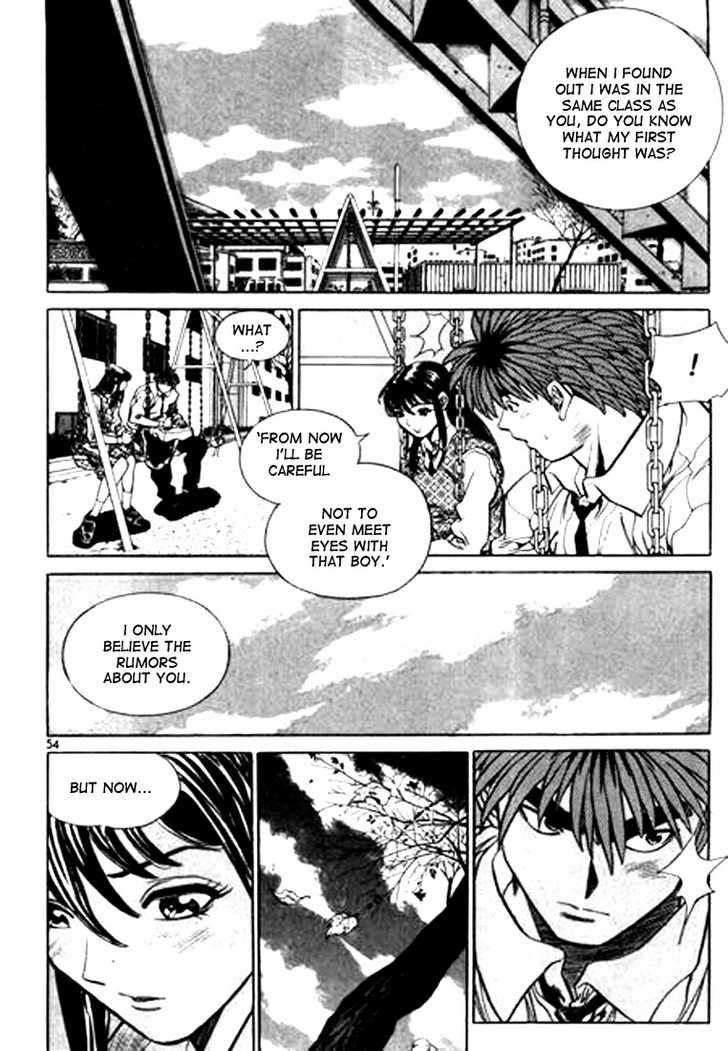 WHEN I FOUND
OUT I WAS IN THE
SAME CLASS AS
YOU, DO YOU KNOW
WHAT MY FIRST
THOUGHT WAS?
WHAT
...?
!
'FROM NOW
I'LL BE
CAREFUL
NOT TO
EVEN MEET
EYES WITH
THAT BOY.'
I ONLY
BELIEVE THE
RUMORS
ABOUT YOU.
54
BUT NOW...